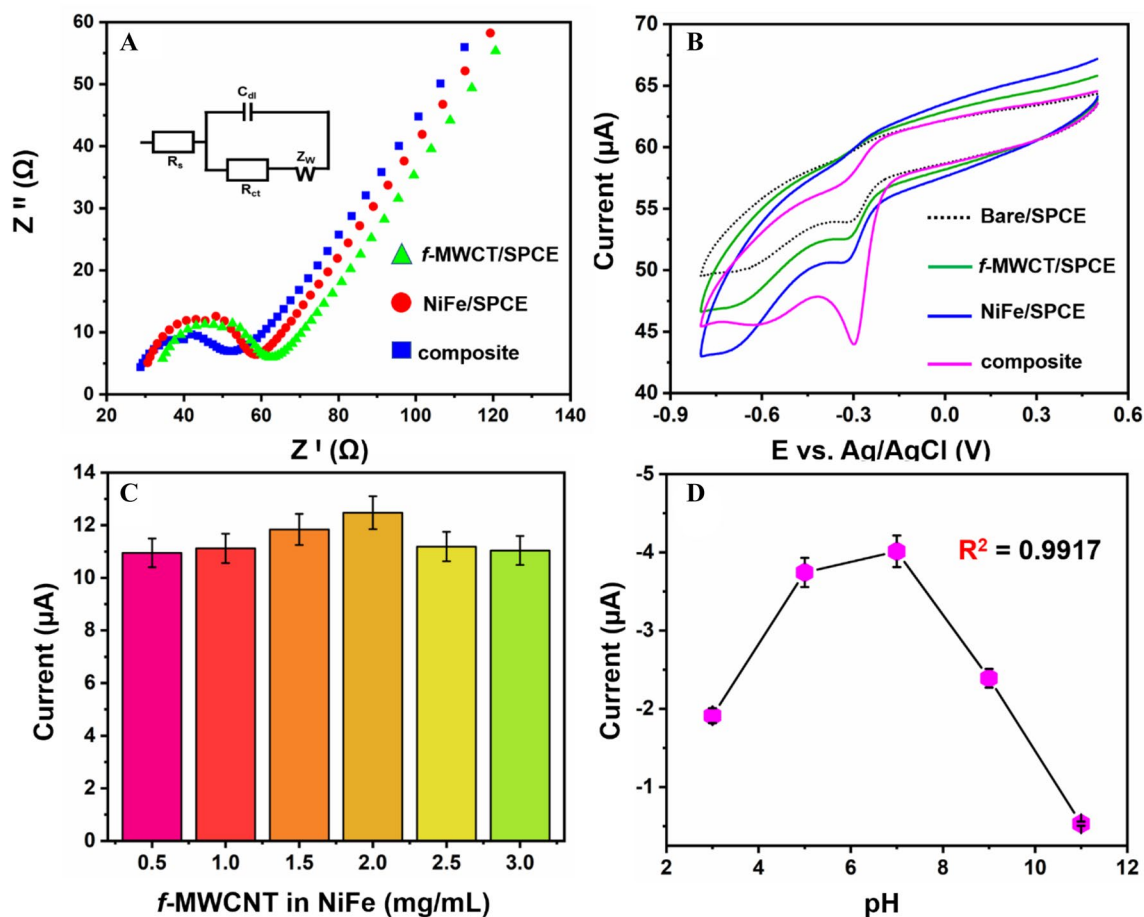 A
60
50
40
30
20
10
0
Z " (Ω)
Cdl
Rs
Rct
ZW
f-MWCT/SPCE
NiFe/SPCE
composite
20 40 60 80 100 120 140
Z ' (Ω)
B
70
65
60
55
50
45
40
Current (µA)
Bare/SPCE
f-MWCT/SPCE
NiFe/SPCE
composite
-0.9 -0.6 -0.3 0.0 0.3 0.6
E vs. Ag/AgCl (V)
C
14
12
10
8
6
4
2
0
Current (µA)
0.5 1.0 1.5 2.0 2.5 3.0
f-MWCNT in NiFe (mg/mL)
D
-5
-4
-3
-2
-1
Current (µA)
R² = 0.9917
2 4 6 8 10 12
pH